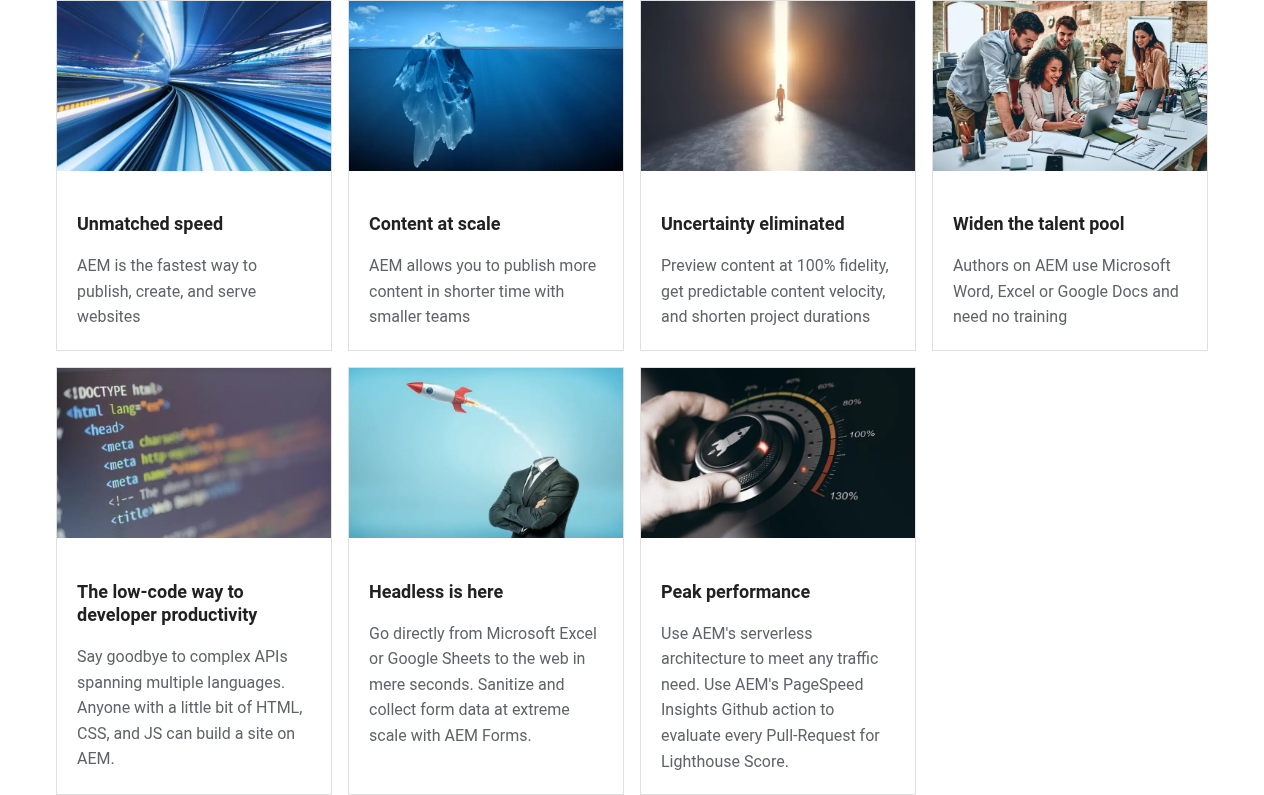 Unmatched speed
AEM is the fastest way to
publish, create, and serve
websites
Content at scale
AEM allows you to publish more
content in shorter time with
smaller teams
Uncertainty eliminated
Preview content at 100% fidelity,
get predictable content velocity,
and shorten project durations
Widen the talent pool
Authors on AEM use Microsoft
Word, Excel or Google Docs and
need no training
<!DOCTYPE html>
<html lang="en">
<head>
<meta
<meta
<meta
<!-- The
<title>Web Design
The low-code way to
developer productivity
Say goodbye to complex APIs
spanning multiple languages.
Anyone with a little bit of HTML,
CSS, and JS can build a site on
AEM.
Headless is here
Go directly from Microsoft Excel
or Google Sheets to the web in
mere seconds. Sanitize and
collect form data at extreme
scale with AEM Forms.
60%
80%
100%
130%
Peak performance
Use AEM's serverless
architecture to meet any traffic
need. Use AEM's PageSpeed
Insights Github action to
evaluate every Pull-Request for
Lighthouse Score.